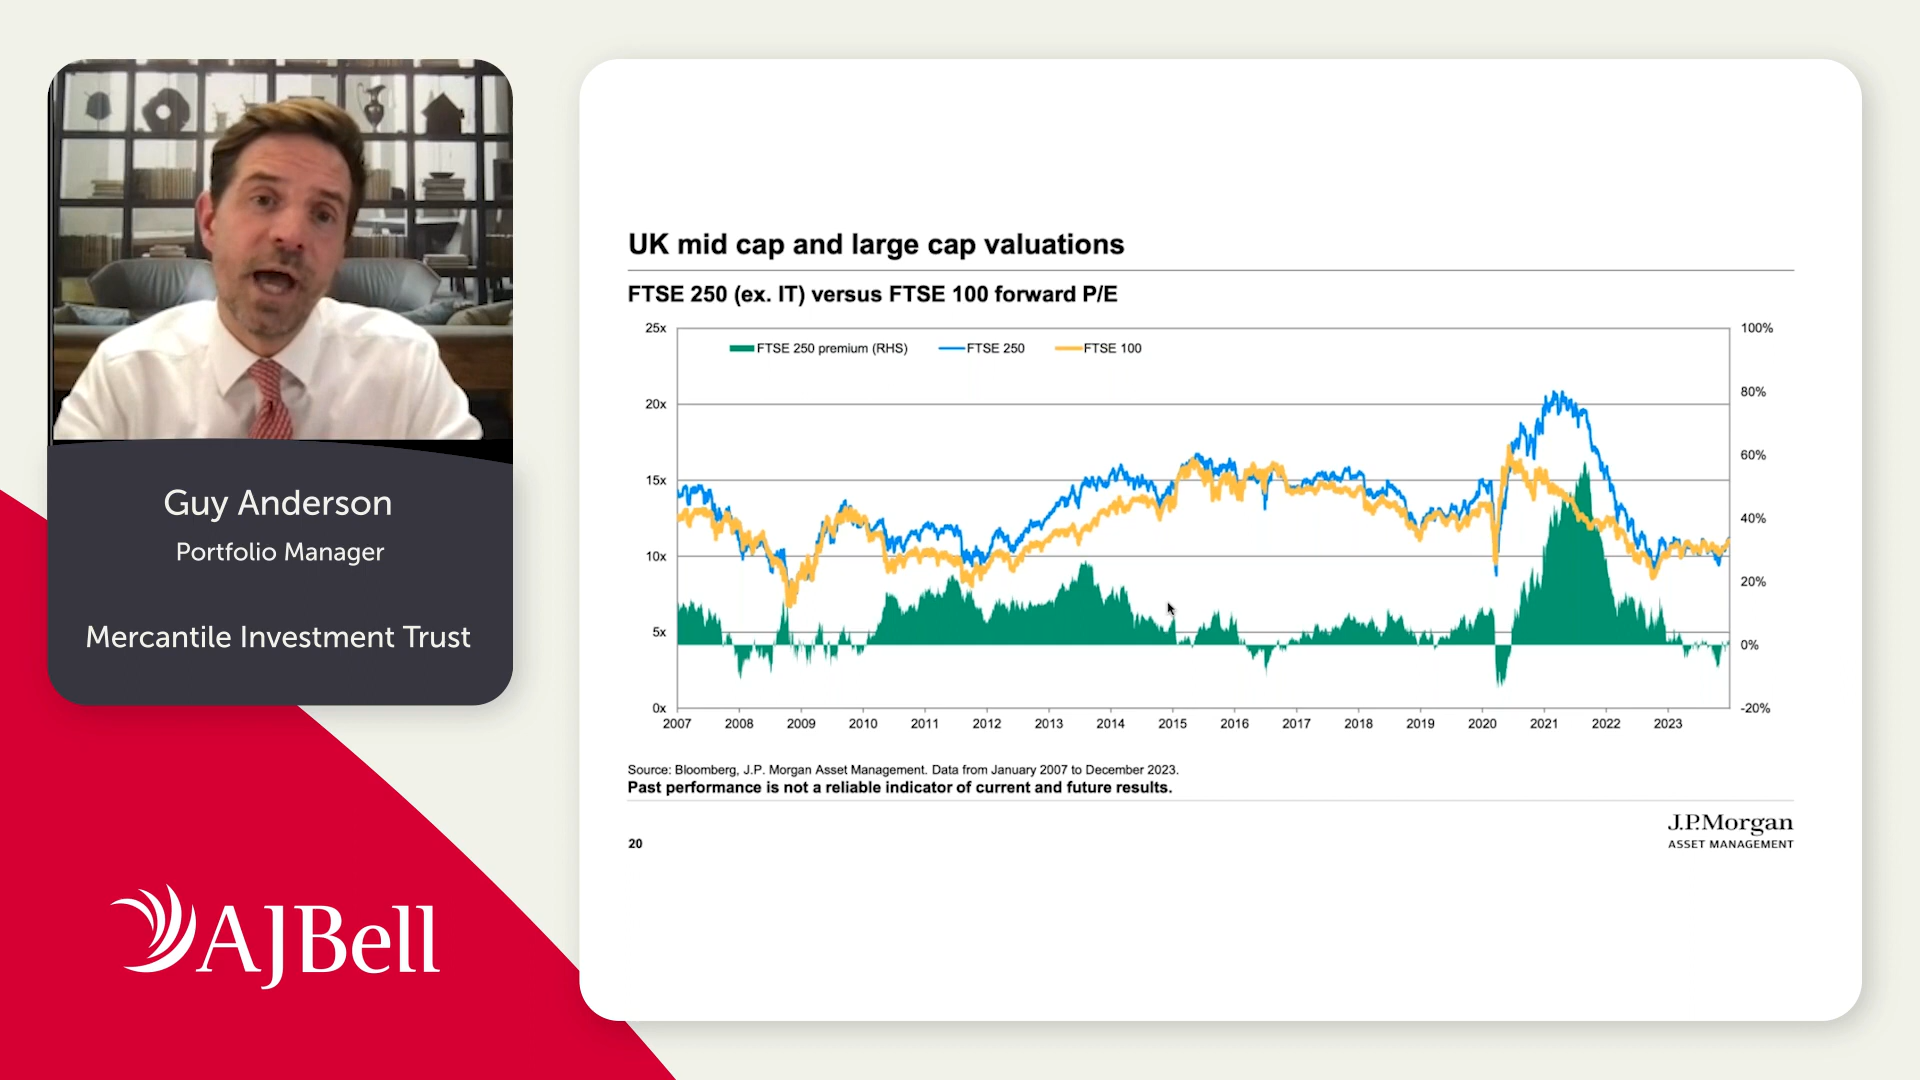 Guy Anderson
Portfolio Manager
Mercantile Investment Trust
AJBell
UK mid cap and large cap valuations
FTSE 250 (ex. IT) versus FTSE 100 forward P/E
25x
20x
15x
10x
5x
0x
FTSE 250 premium (RHS)
FTSE 250
FTSE 100
100%
80%
60%
40%
20%
0%
-20%
2007 2008 2009 2010 2011 2012 2013 2014 2015 2016 2017 2018 2019 2020 2021 2022 2023
Source: Bloomberg, J.P. Morgan Asset Management. Data from January 2007 to December 2023.
Past performance is not a reliable indicator of current and future results.
20
J.P.Morgan
ASSET MANAGEMENT